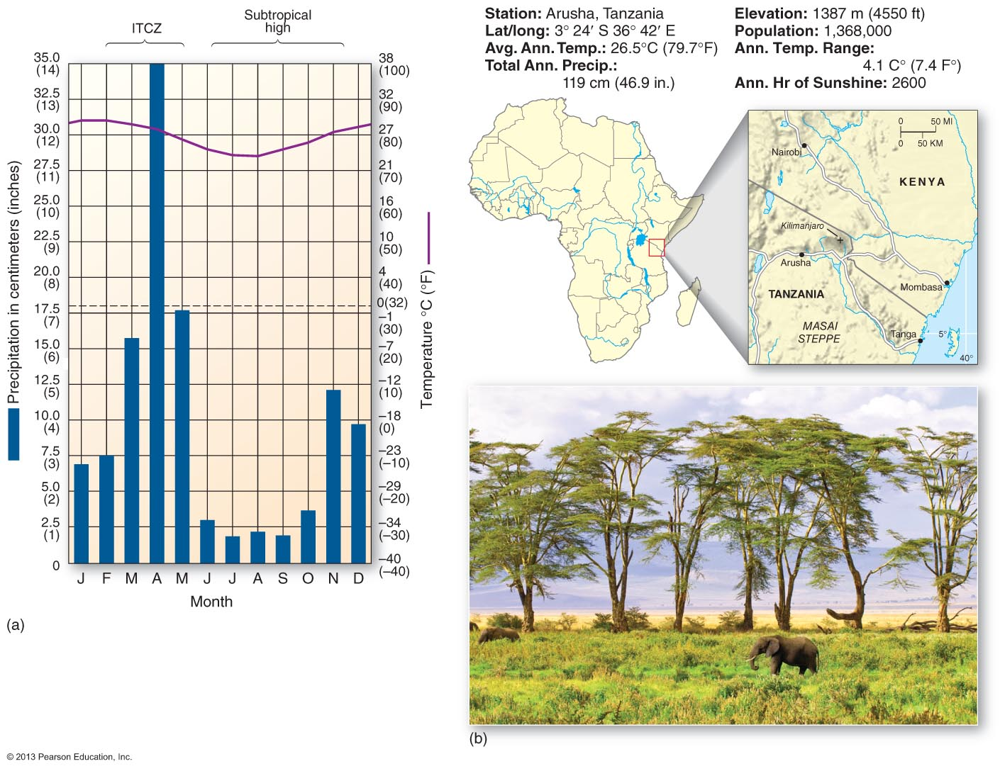 ITCZ
Subtropical
high
Precipitation in centimeters (inches)
35.0
(14)
32.5
(13)
30.0
(12)
27.5
(11)
25.0
(10)
22.5
(9)
20.0
(8)
17.5
(7)
15.0
(6)
12.5
(5)
10.0
(4)
7.5
(3)
5.0
(2)
2.5
(1)
0
38
(100)
32
(90)
27
(80)
21
(70)
16
(60)
10
(50)
4
(40)
0(32)
–1
(30)
–7
(20)
–12
(10)
–18
(0)
–23
(–10)
–29
(–20)
–34
(–30)
–40
(–40)
Temperature °C (°F)
J F M A M J J A S O N D
Month
(a)
Station: Arusha, Tanzania
Lat/long: 3° 24′ S 36° 42′ E
Avg. Ann. Temp.: 26.5°C (79.7°F)
Total Ann. Precip.:
119 cm (46.9 in.)
Elevation: 1387 m (4550 ft)
Population: 1,368,000
Ann. Temp. Range:
4.1 C° (7.4 F°)
Ann. Hr of Sunshine: 2600
0 50 MI
0 50 KM
Nairobi
KENYA
Kilimanjaro
Arusha
TANZANIA
Mombasa
MASAI
STEPPE
Tanga
5°
40°
(b)
© 2013 Pearson Education, Inc.